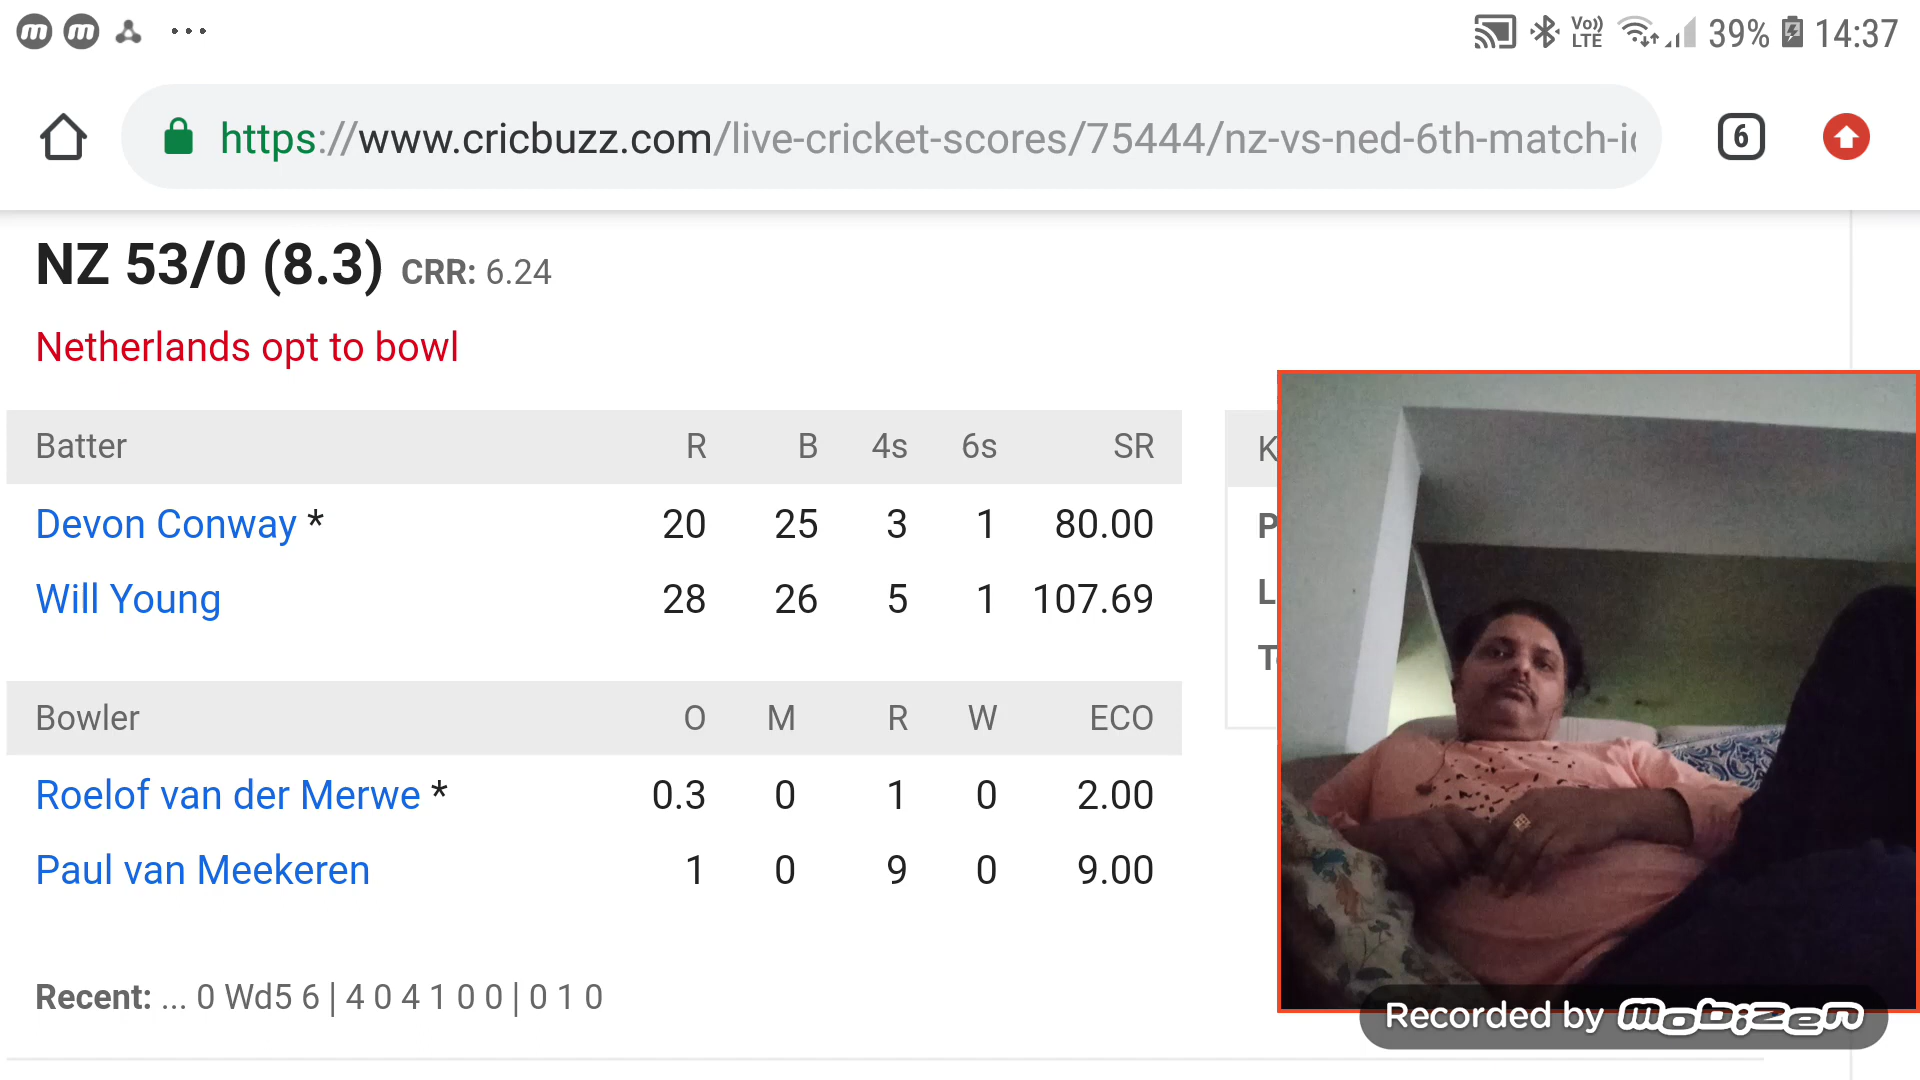 39% 14:37
https://www.cricbuzz.com/live-cricket-scores/75444/nz-vs-ned-6th-match-ic
6
NZ 53/0 (8.3) CRR: 6.24
Netherlands opt to bowl
Batter R B 4s 6s SR
Devon Conway * 20 25 3 1 80.00
Will Young 28 26 5 1 107.69
Bowler O M R W ECO
Roelof van der Merwe * 0.3 0 1 0 2.00
Paul van Meekeren 1 0 9 0 9.00
Recent: ... 0 Wd5 6 | 4 0 4 1 0 0 | 0 1 0
Recorded by mobizen